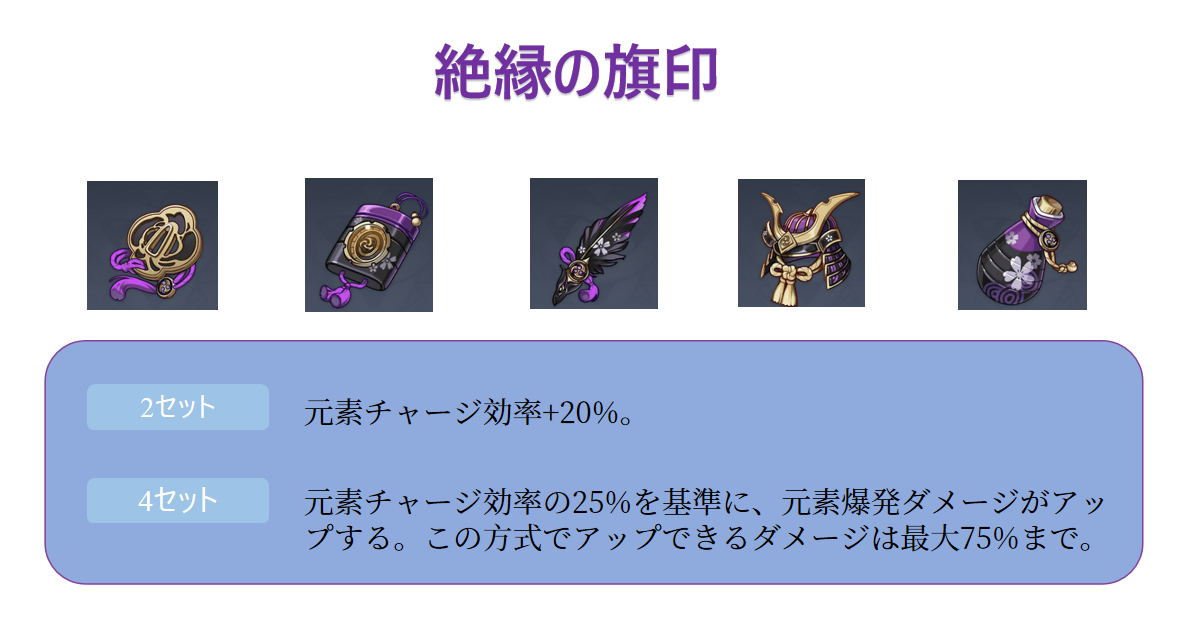 絶縁の旗印
2セット
元素チャージ効率+20%。
4セット
元素チャージ効率の25%を基準に、元素爆発ダメージがアッ
プする。この方式でアップできるダメージは最大75%まで。